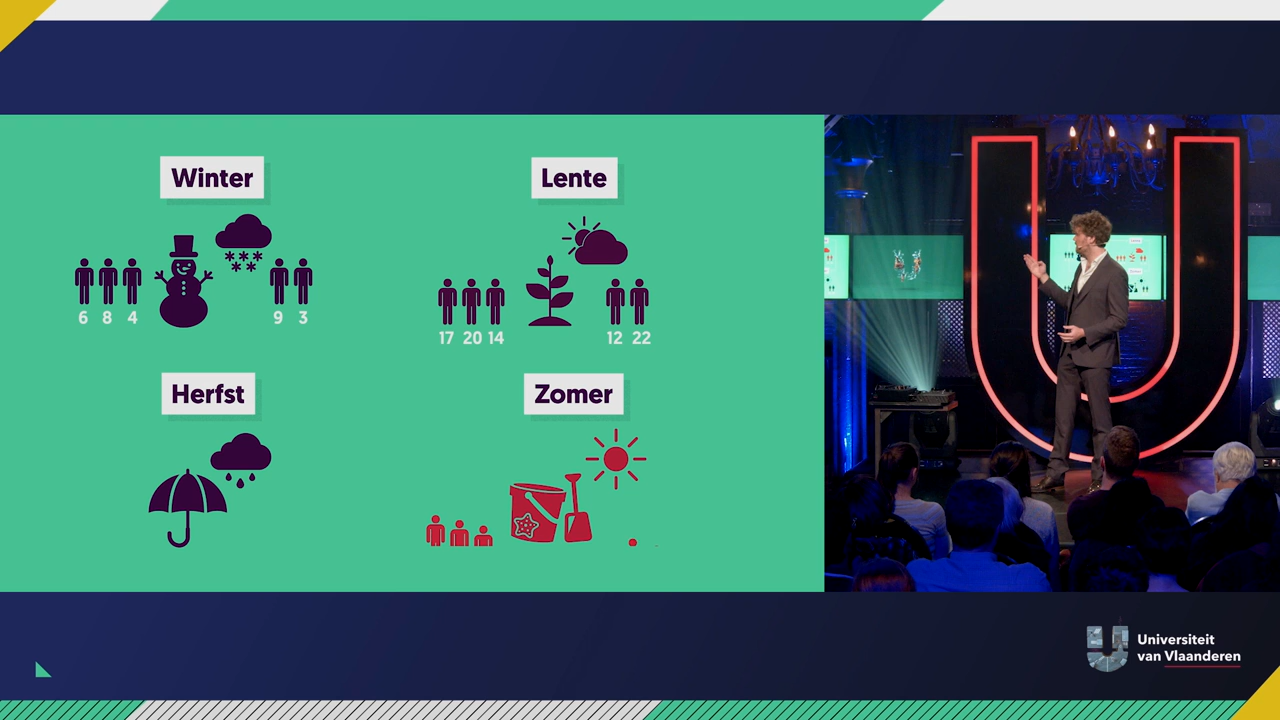 Winter
Lente
6 8 4 9 3
17 20 14 12 22
Herfst
Zomer
Universiteit
van Vlaanderen